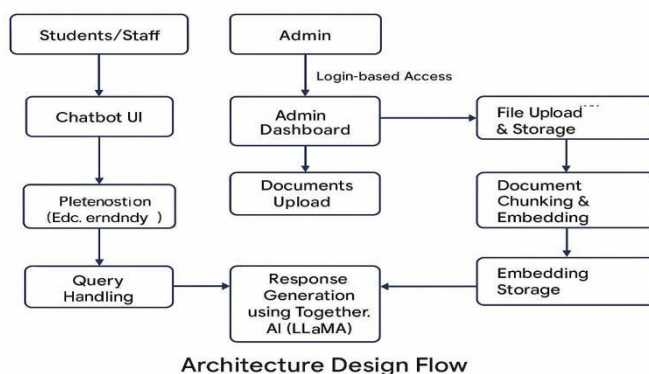 Students/Staff
Chatbot UI
Pletenostion
(Edc. erndndy )
Query
Handling
Admin
Login-based Access
Admin
Dashboard
Documents
Upload
Response
Generation
using Together.
AI (LLaMA)
File Upload
& Storage
Document
Chunking &
Embedding
Embedding
Storage
Architecture Design Flow